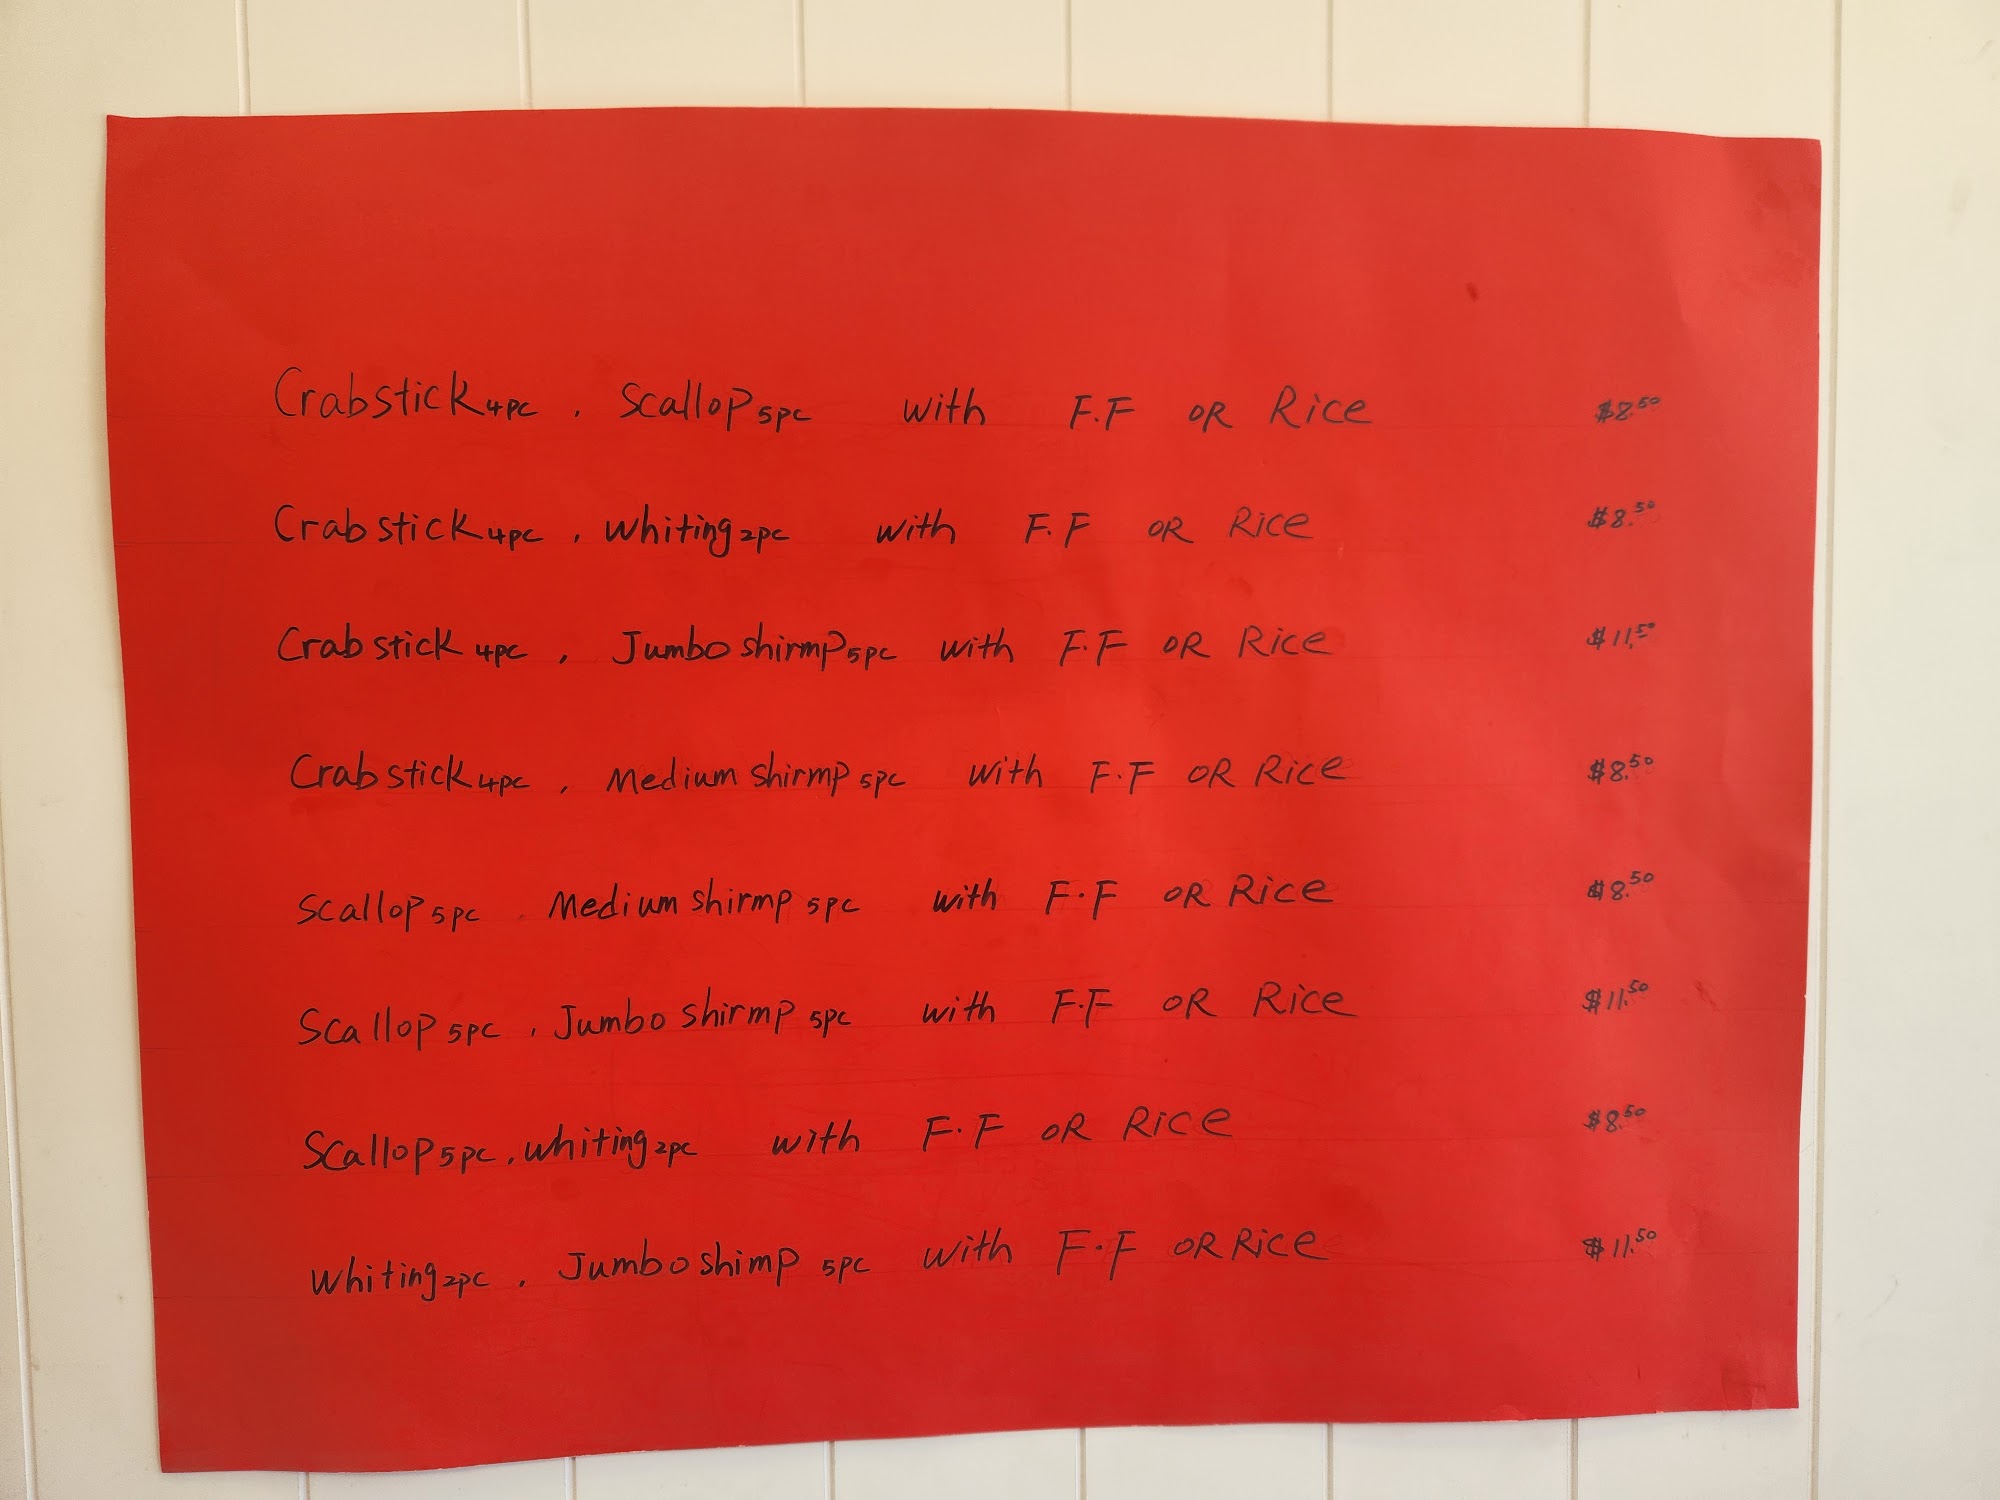 Crabstick 4pc , Scallop 5pc with F.F OR Rice $8.50
Crabstick 4pc , Whiting 2pc with F.F OR Rice $8.50
Crabstick 4pc , Jumbo shirmp 5pc with F.F OR Rice $11.50
Crabstick 4pc , Medium shirmp 5pc with F.F OR Rice $8.50
Scallop 5pc , Medium shirmp 5pc with F.F OR Rice $8.50
Scallop 5pc , Jumbo shirmp 5pc with F.F OR Rice $11.50
Scallop 5pc , whiting 2pc with F.F OR Rice $8.50
Whiting 2pc , Jumbo shimp 5pc with F.F OR Rice $11.50